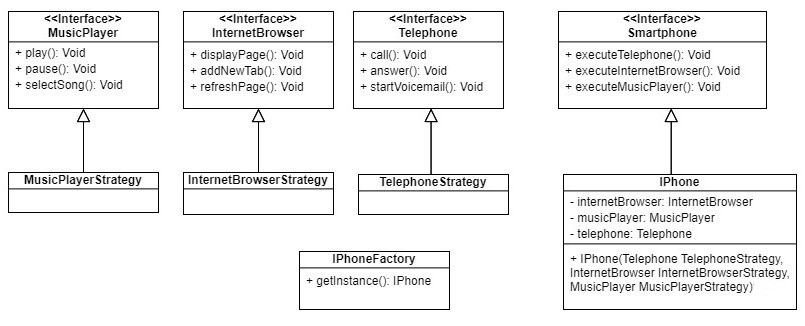 <<Interface>>
MusicPlayer
+ play(): Void
+ pause(): Void
+ selectSong(): Void
<<Interface>>
InternetBrowser
+ displayPage(): Void
+ addNewTab(): Void
+ refreshPage(): Void
<<Interface>>
Telephone
+ call(): Void
+ answer(): Void
+ startVoicemail(): Void
<<Interface>>
Smartphone
+ executeTelephone(): Void
+ executeInternetBrowser(): Void
+ executeMusicPlayer(): Void
MusicPlayerStrategy
InternetBrowserStrategy
TelephoneStrategy
IPhone
- internetBrowser: InternetBrowser
- musicPlayer: MusicPlayer
- telephone: Telephone
+ IPhone(Telephone TelephoneStrategy,
InternetBrowser InternetBrowserStrategy,
MusicPlayer MusicPlayerStrategy)
IPhoneFactory
+ getInstance(): IPhone